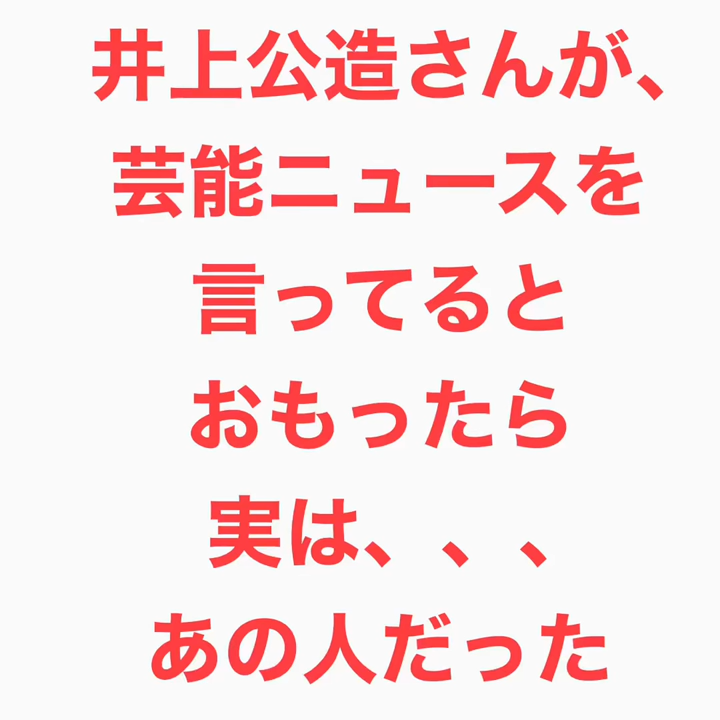 井上公造さんが、
芸能ニュースを
言ってると
おもったら
実は、、、
あの人だった